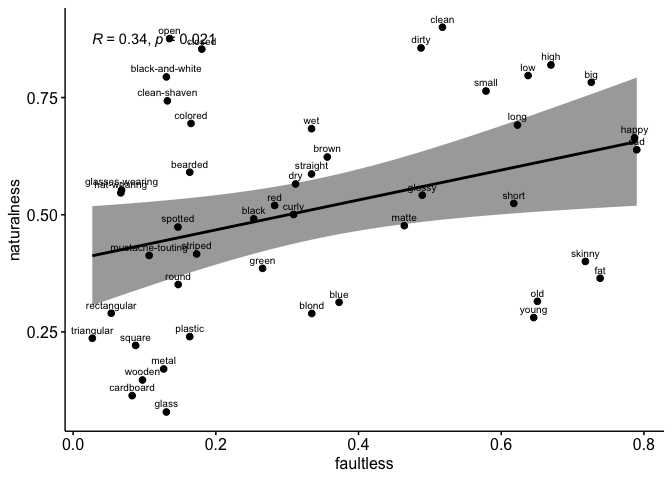 clean
open
R = 0.34, p = 0.021
closed
dirty
high
black-and-white
low
big
small
clean-shaven
colored
long
wet
happy
sad
brown
bearded
straight
glasses-wearing
hat-wearing
dry
glossy
red
short
curly
black
spotted
matte
mustache-touting
striped
skinny
green
fat
round
old
blue
rectangular
blond
young
triangular
plastic
square
metal
wooden
cardboard
glass
0.75
0.50
0.25
naturalness
0.0
0.2
0.4
0.6
0.8
faultless